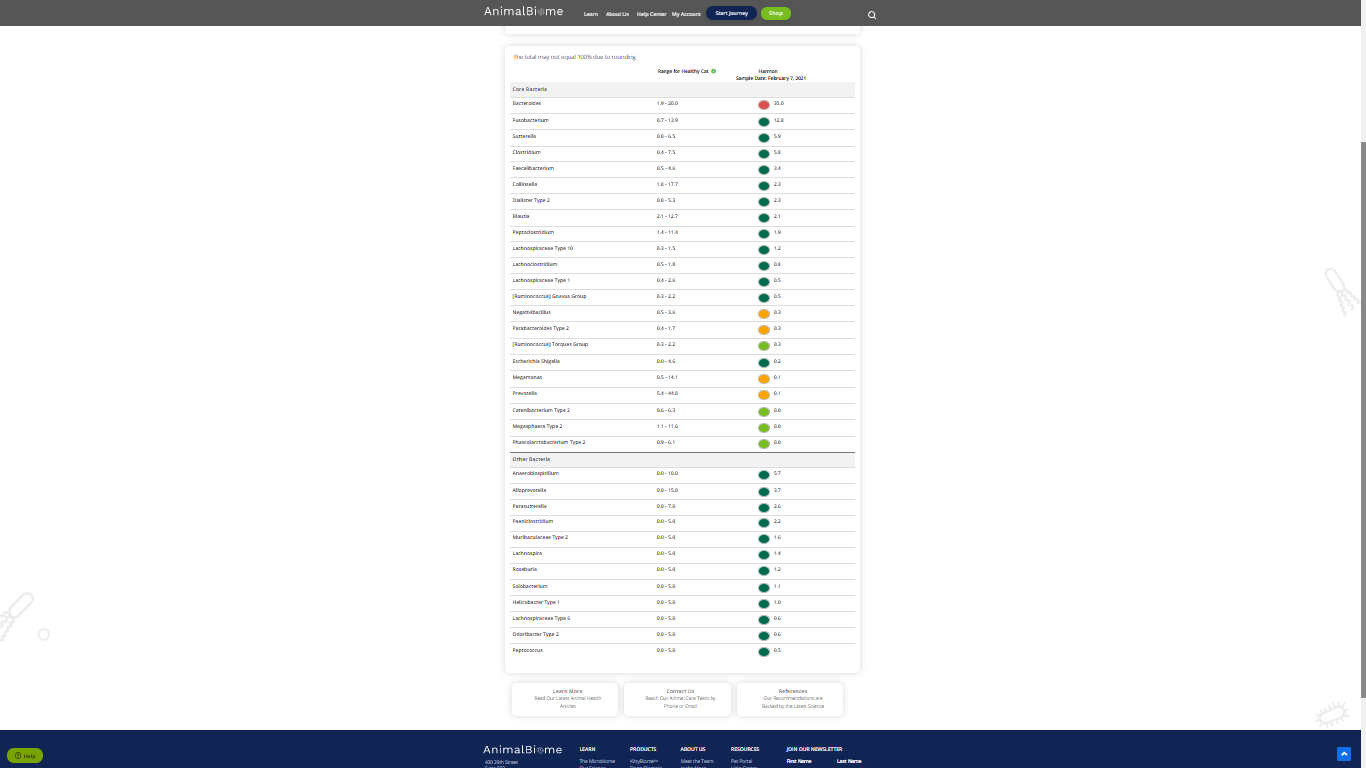 AnimalBiome
Learn About Us Help Center My Account Start Journey Shop
The total may not equal 100% due to rounding
Range for Healthy Cat Harmon
Sample Date: February 7, 2021
Core Bacteria
Bacteroides 1.9 - 20.0 35.0
Fusobacterium 0.7 - 13.9 12.8
Sutterella 0.8 - 6.5 5.9
Clostridium 0.4 - 7.5 5.8
Faecalibacterium 0.5 - 4.6 3.4
Collinsella 1.8 - 17.7 2.3
Dialister Type 2 0.8 - 5.3 2.3
Blautia 2.1 - 12.7 2.1
Peptoclostridium 1.4 - 11.4 1.9
Lachnospiraceae Type 10 0.3 - 1.5 1.2
Lachnoclostridium 0.5 - 1.8 0.8
Lachnospiraceae Type 1 0.4 - 2.6 0.5
[Ruminococcus] Gnavus Group 0.3 - 2.2 0.5
Negativibacillus 0.5 - 3.6 0.3
Parabacteroides Type 2 0.4 - 1.7 0.3
[Ruminococcus] Torques Group 0.3 - 2.2 0.3
Escherichia Shigella 0.0 - 4.6 0.2
Megamonas 0.5 - 14.1 0.1
Prevotella 5.4 - 44.8 0.1
Catenibacterium Type 2 0.6 - 6.3 0.0
Megasphaera Type 2 1.1 - 11.6 0.0
Phascolarctobacterium Type 2 0.9 - 6.1 0.0
Other Bacteria
Anaerobiospirillum 0.0 - 10.0 5.7
Alloprevotella 0.0 - 15.0 3.7
Parasutterella 0.0 - 7.0 2.6
Paeniclostridium 0.0 - 5.0 2.2
Muribaculaceae Type 2 0.0 - 5.0 1.6
Lachnospira 0.0 - 5.0 1.4
Roseburia 0.0 - 5.0 1.2
Solobacterium 0.0 - 5.0 1.1
Helicobacter Type 1 0.0 - 5.0 1.0
Lachnospiraceae Type 6 0.0 - 5.0 0.6
Odoribacter Type 2 0.0 - 5.0 0.6
Peptococcus 0.0 - 5.0 0.5
Learn More
Read Our Latest Animal Health
Articles
Contact Us
Reach Our Animal Care Team by
Phone or Email
References
Our Recommendations are
Backed by the Latest Science
Help
AnimalBiome
400 29th Street
LEARN
The Microbiome
PRODUCTS
KittyBiome™
ABOUT US
Meet the Team
RESOURCES
Pet Portal
JOIN OUR NEWSLETTER
First Name Last Name